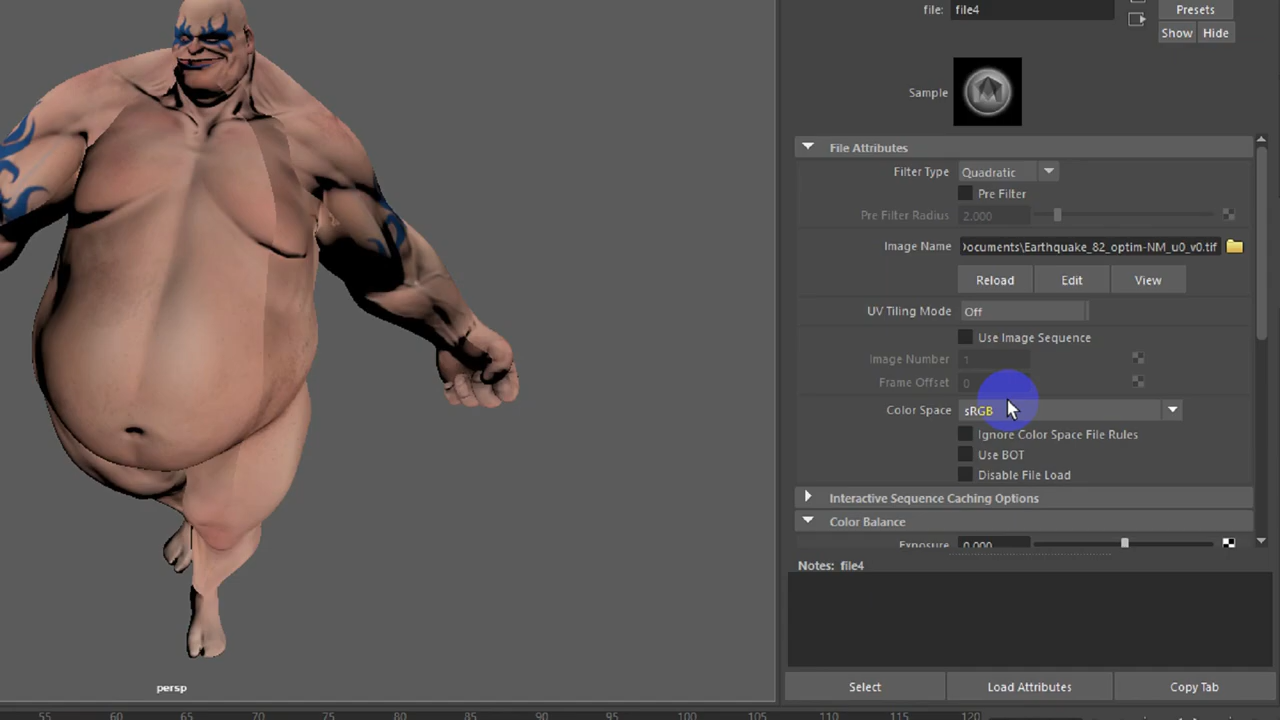 file: file4
Presets
Show Hide
Sample
File Attributes
Filter Type Quadratic
Pre Filter
Pre Filter Radius 2.000
Image Name ocuments\Earthquake_82_optim-NM_u0_v0.tif
Reload Edit View
UV Tiling Mode Off
Use Image Sequence
Image Number 1
Frame Offset 0
Color Space sRGB
Ignore Color Space File Rules
Use BOT
Disable File Load
Interactive Sequence Caching Options
Color Balance
Exposure 0.000
Notes: file4
persp
Select Load Attributes Copy Tab
55 60 65 70 75 80 85 90 95 100 105 110 115 120